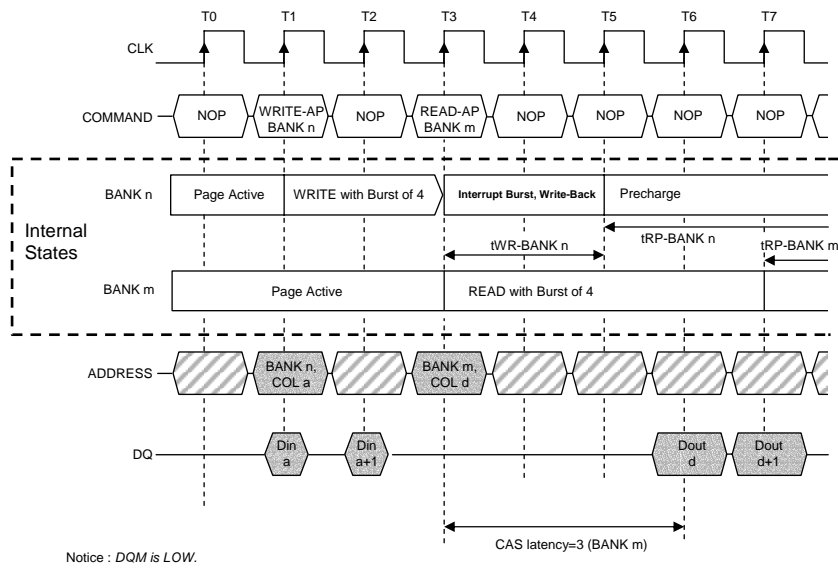 T0 T1 T2 T3 T4 T5 T6 T7
CLK
COMMAND NOP WRITE-AP BANK n NOP READ-AP BANK m NOP NOP NOP NOP
Internal States
BANK n Page Active WRITE with Burst of 4 Interrupt Burst, Write-Back Precharge
tWR-BANK n tRP-BANK n tRP-BANK m
BANK m Page Active READ with Burst of 4
ADDRESS BANK n, COL a BANK m, COL d
DQ Din a Din a+1 Dout d Dout d+1
CAS latency=3 (BANK m)
Notice : DQM is LOW.